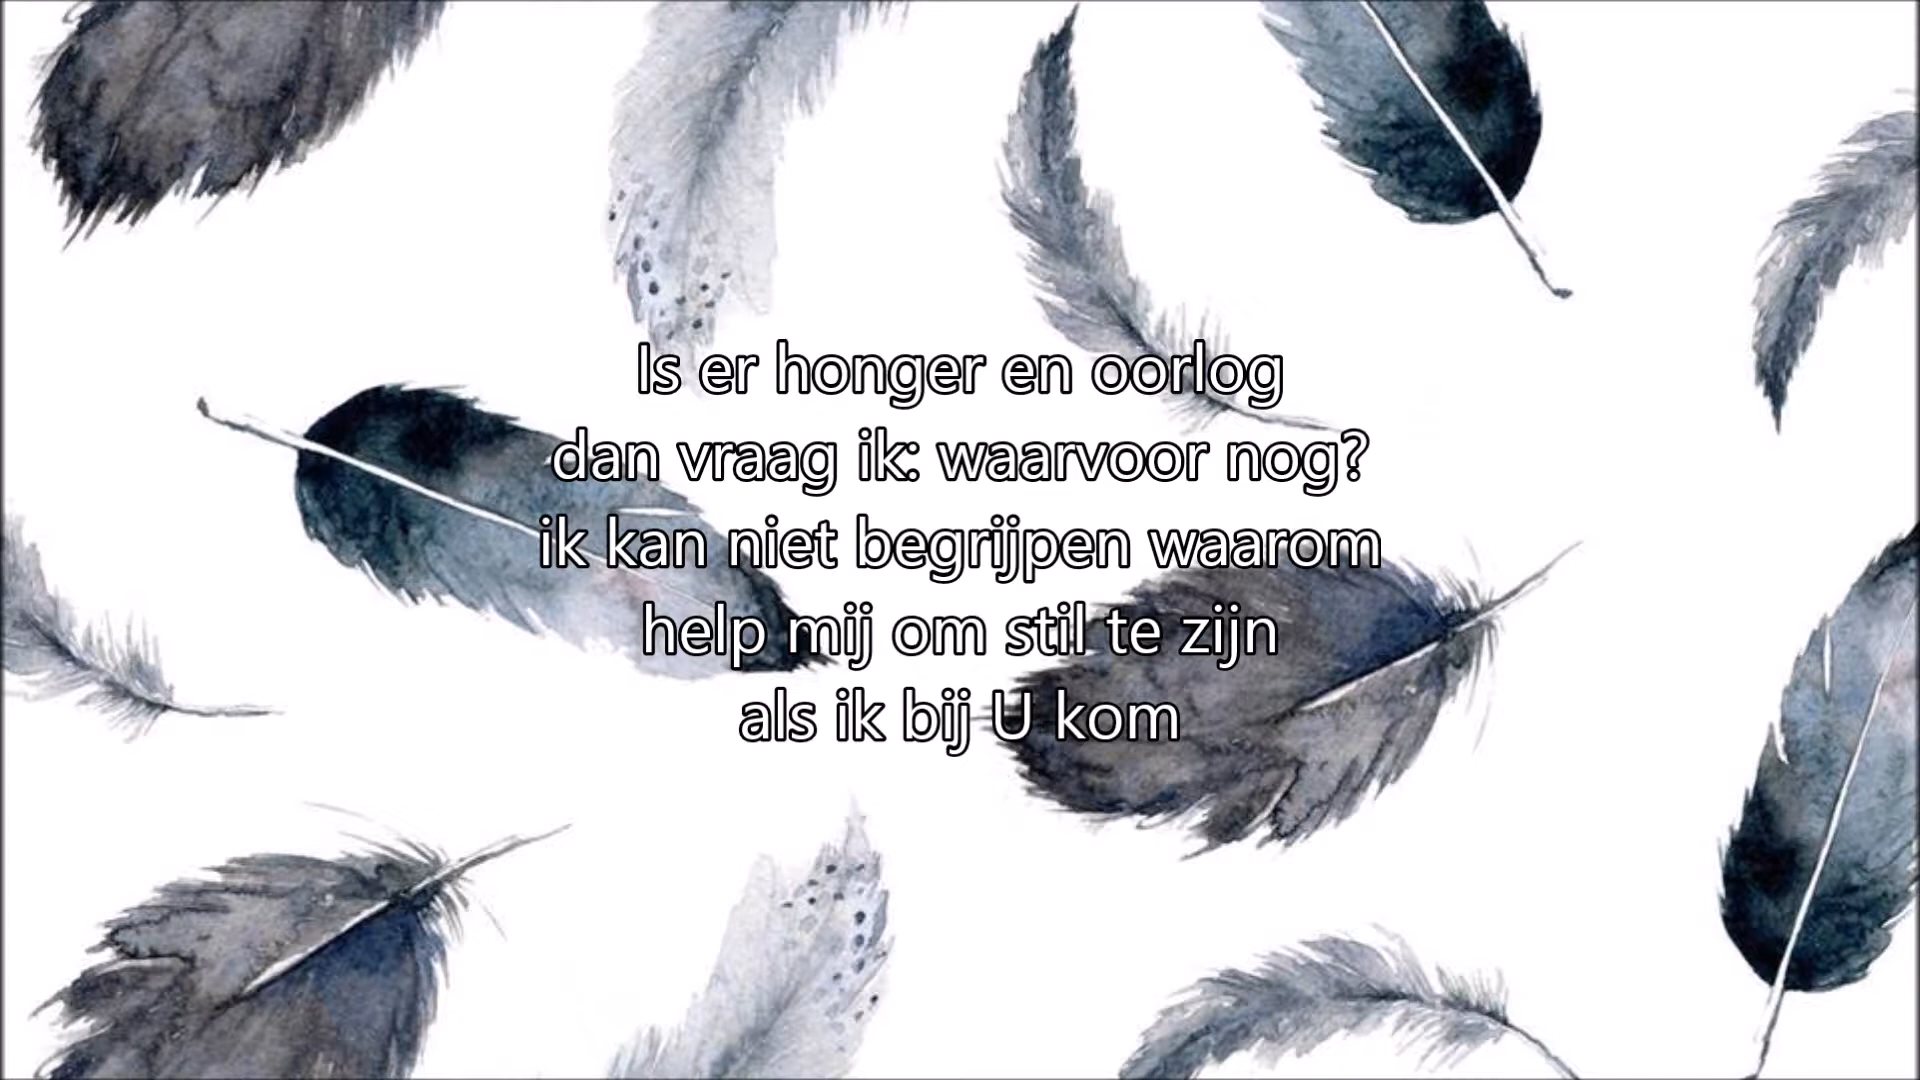 Is er honger en oorlog
dan vraag ik: waarvoor nog?
ik kan niet begrijpen waarom
help mij om stil te zijn
als ik bij U kom